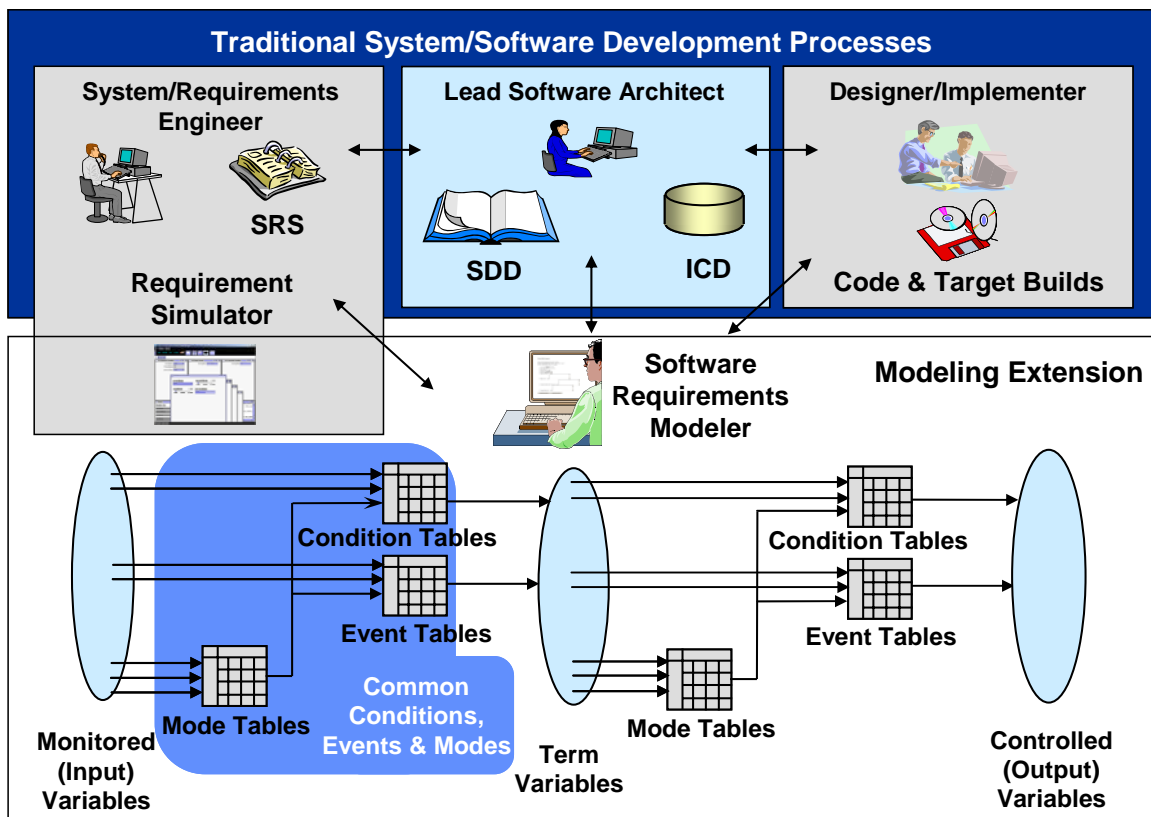 Traditional System/Software Development Processes
System/Requirements
Engineer
SRS
Requirement
Simulator
Lead Software Architect
SDD
ICD
Designer/Implementer
Code & Target Builds
Software
Requirements
Modeler
Modeling Extension
Condition Tables
Event Tables
Mode Tables
Common
Conditions,
Events & Modes
Condition Tables
Event Tables
Mode Tables
Monitored
(Input)
Variables
Term
Variables
Controlled
(Output)
Variables